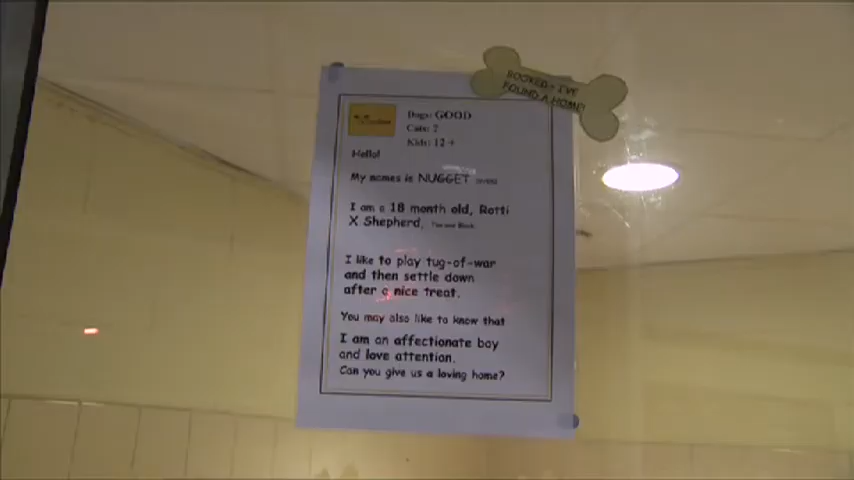 BOOKED - I'VE
FOUND A HOME!
Dogs: GOOD
Cats: ?
Kids: 12 +
Hello!
My names is NUGGET
I am a 18 month old, Rotti
X Shepherd,
I like to play tug-of-war
and then settle down
after a nice treat.
You may also like to know that
I am an affectionate boy
and love attention.
Can you give us a loving home?